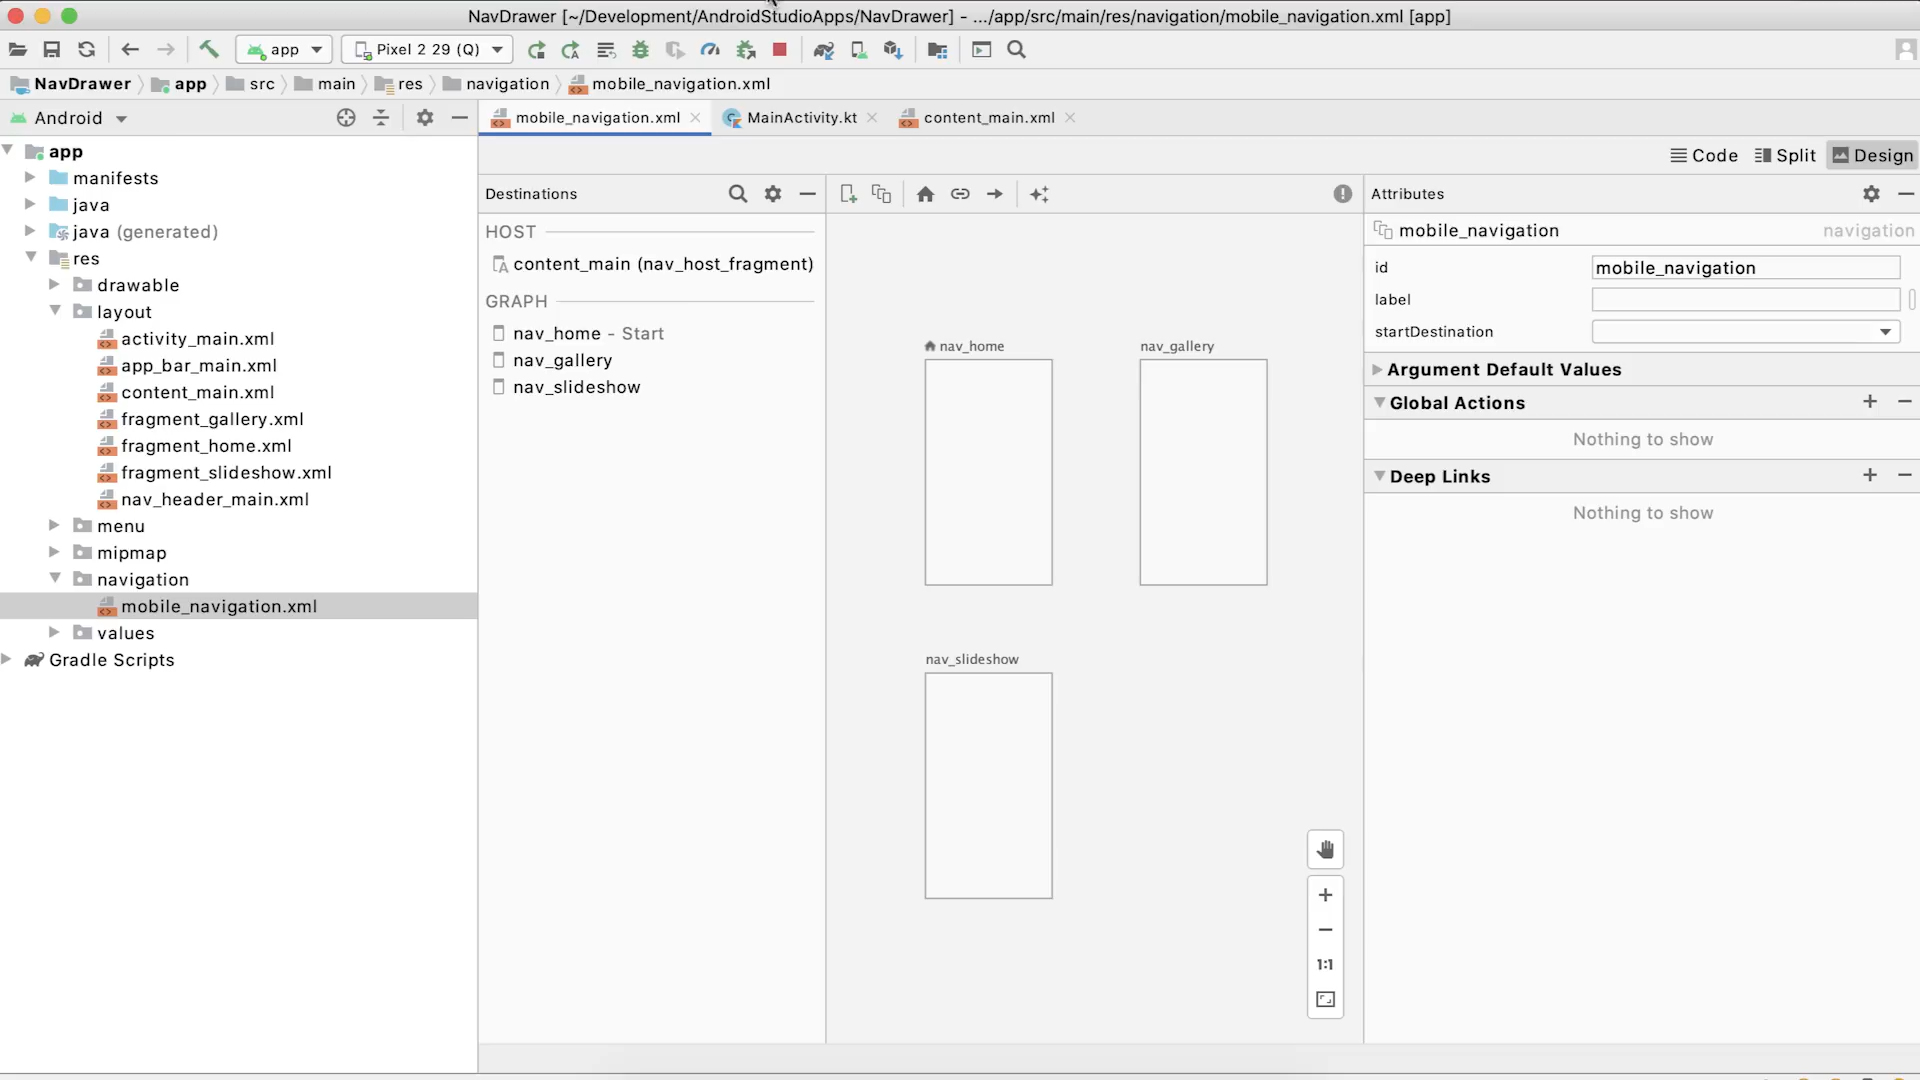 NavDrawer [~/Development/AndroidStudioApps/NavDrawer] - .../app/src/main/res/navigation/mobile_navigation.xml [app]
app
Pixel 2 29 (Q)
NavDrawer app src main res navigation mobile_navigation.xml
Android
mobile_navigation.xml
MainActivity.kt
content_main.xml
Code
Split
Design
app
manifests
java
java (generated)
res
drawable
layout
activity_main.xml
app_bar_main.xml
content_main.xml
fragment_gallery.xml
fragment_home.xml
fragment_slideshow.xml
nav_header_main.xml
menu
mipmap
navigation
mobile_navigation.xml
values
Gradle Scripts
Destinations
HOST
content_main (nav_host_fragment)
GRAPH
nav_home - Start
nav_gallery
nav_slideshow
nav_home
nav_gallery
nav_slideshow
1:1
Attributes
mobile_navigation navigation
id mobile_navigation
label
startDestination
Argument Default Values
Global Actions
Nothing to show
Deep Links
Nothing to show